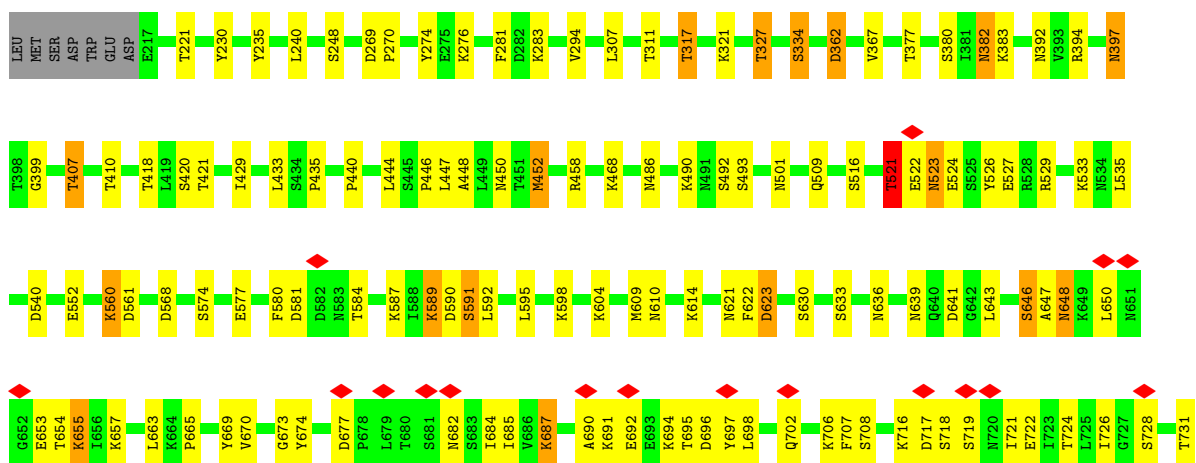 LEU MET SER ASP TRP GLU ASP E217 T221 Y230 Y235 L240 S248 D269 P270 Y274 E275 K276 F281 D282 K283 V294 L307 T311 T317 K321 T327 S334 D362 V367 T377 S380 I381 N382 K383 N392 V393 R394 N397
T398 G399 T407 T410 T418 L419 S420 T421 I429 L433 S434 P435 P440 L444 S445 P446 L447 A448 L449 N450 T451 M452 R458 K468 N486 K490 N491 S492 S493 N501 Q509 S516 T521 E522 N523 E524 S525 Y526 E527 R528 R529 K533 N534 L535
D540 E552 K560 D561 D568 S574 E577 F580 D581 D582 N583 T584 K587 I588 K589 D590 S591 L592 L595 K598 K604 M609 N610 K614 N621 F622 D623 S630 S633 N636 N639 Q640 D641 G642 L643 S646 A647 N648 K649 L650 N651
G652 E653 T654 K655 I656 K657 L663 K664 P665 Y669 V670 G673 Y674 D677 P678 L679 T680 S681 N682 S683 I684 I685 V686 K687 A690 K691 E692 E693 K694 T695 D696 Y697 L698 Q702 K706 F707 S708 K716 D717 S718 S719 N720 I721 E722 I723 T724 L725 I726 G727 S728 T731